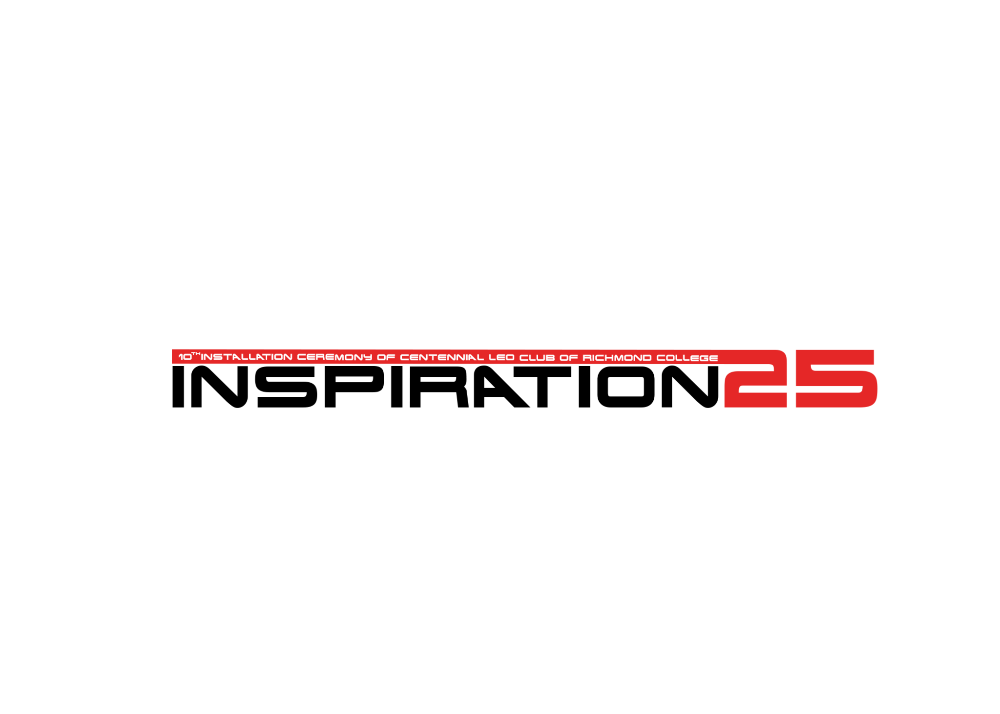 10TH INSTALLATION CEREMONY OF CENTENNIAL LEO CLUB OF RICHMOND COLLEGE
INSPIRATION25